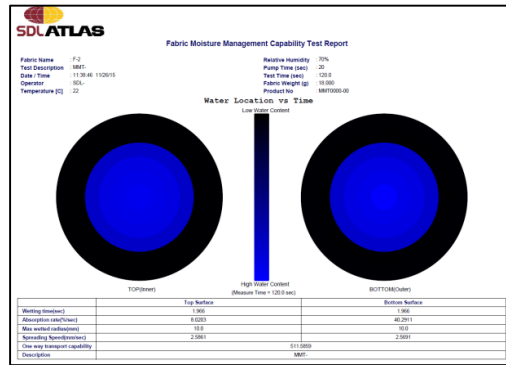 SDLATLAS
Fabric Moisture Management Capability Test Report
Fabric Name : F-2 Relative Humidity : 70%
Test Description : MMT- Pump Time (sec) : 20
Date / Time : 11:38:46 11/26/15 Test Time (sec) : 120.0
Operator : SDL- Fabric Weight (g) : 18.000
Temperature [C] : 22 Product No : MMT0000-00
Water Location vs Time
Low Water Content
High Water Content
TOP(Inner) (Measure Time = 120.0 sec) BOTTOM(Outer)
Top Surface Bottom Surface
Wetting time(sec) 1.966 1.966
Absorption rate(%/sec) 8.0203 40.2911
Max wetted radius(mm) 10.0 10.0
Spreading Speed(mm/sec) 2.5861 2.5691
One way transport capability 511.5859
Description MMT-